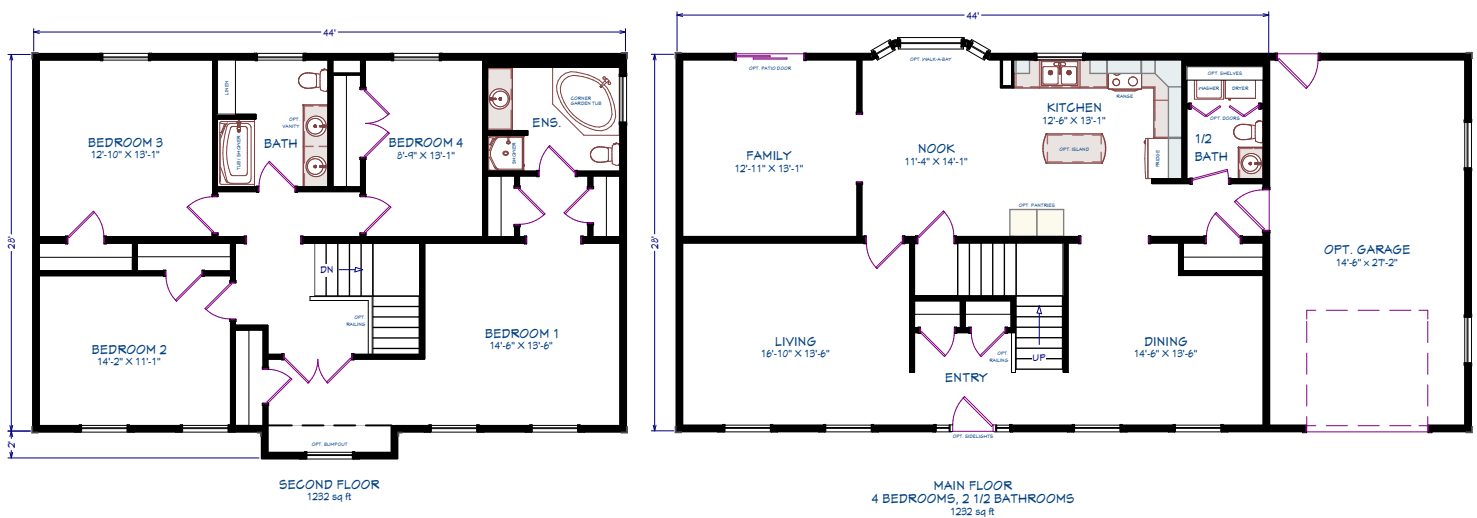 44'
28'
2'
BEDROOM 3
12'-10" X 13'-1"
LINEN
TUB/SHOWER
OPT.
VANITY
BATH
BEDROOM 4
8'-9" X 13'-1"
ENS.
CORNER
GARDEN TUB
SHOWER
DN
OPT.
RAILING
BEDROOM 2
14'-2" X 11'-1"
BEDROOM 1
14'-6" X 13'-6"
OPT. BUMPOUT
SECOND FLOOR
1232 sq ft
44'
28'
OPT. PATIO DOOR
OPT. WALK-A-BAY
FAMILY
12'-11" X 13'-1"
NOOK
11'-4" X 14'-1"
KITCHEN
12'-6" X 13'-1"
RANGE
OPT. ISLAND
FRIDGE
OPT. PANTRIES
OPT. SHELVES
WASHER
DRYER
OPT. DOORS
1/2
BATH
OPT. GARAGE
14'-6" x 27'-2"
LIVING
16'-10" X 13'-6"
ENTRY
OPT.
RAILING
UP
DINING
14'-6" X 13'-6"
OPT. SIDELIGHTS
MAIN FLOOR
4 BEDROOMS, 2 1/2 BATHROOMS
1232 sq ft